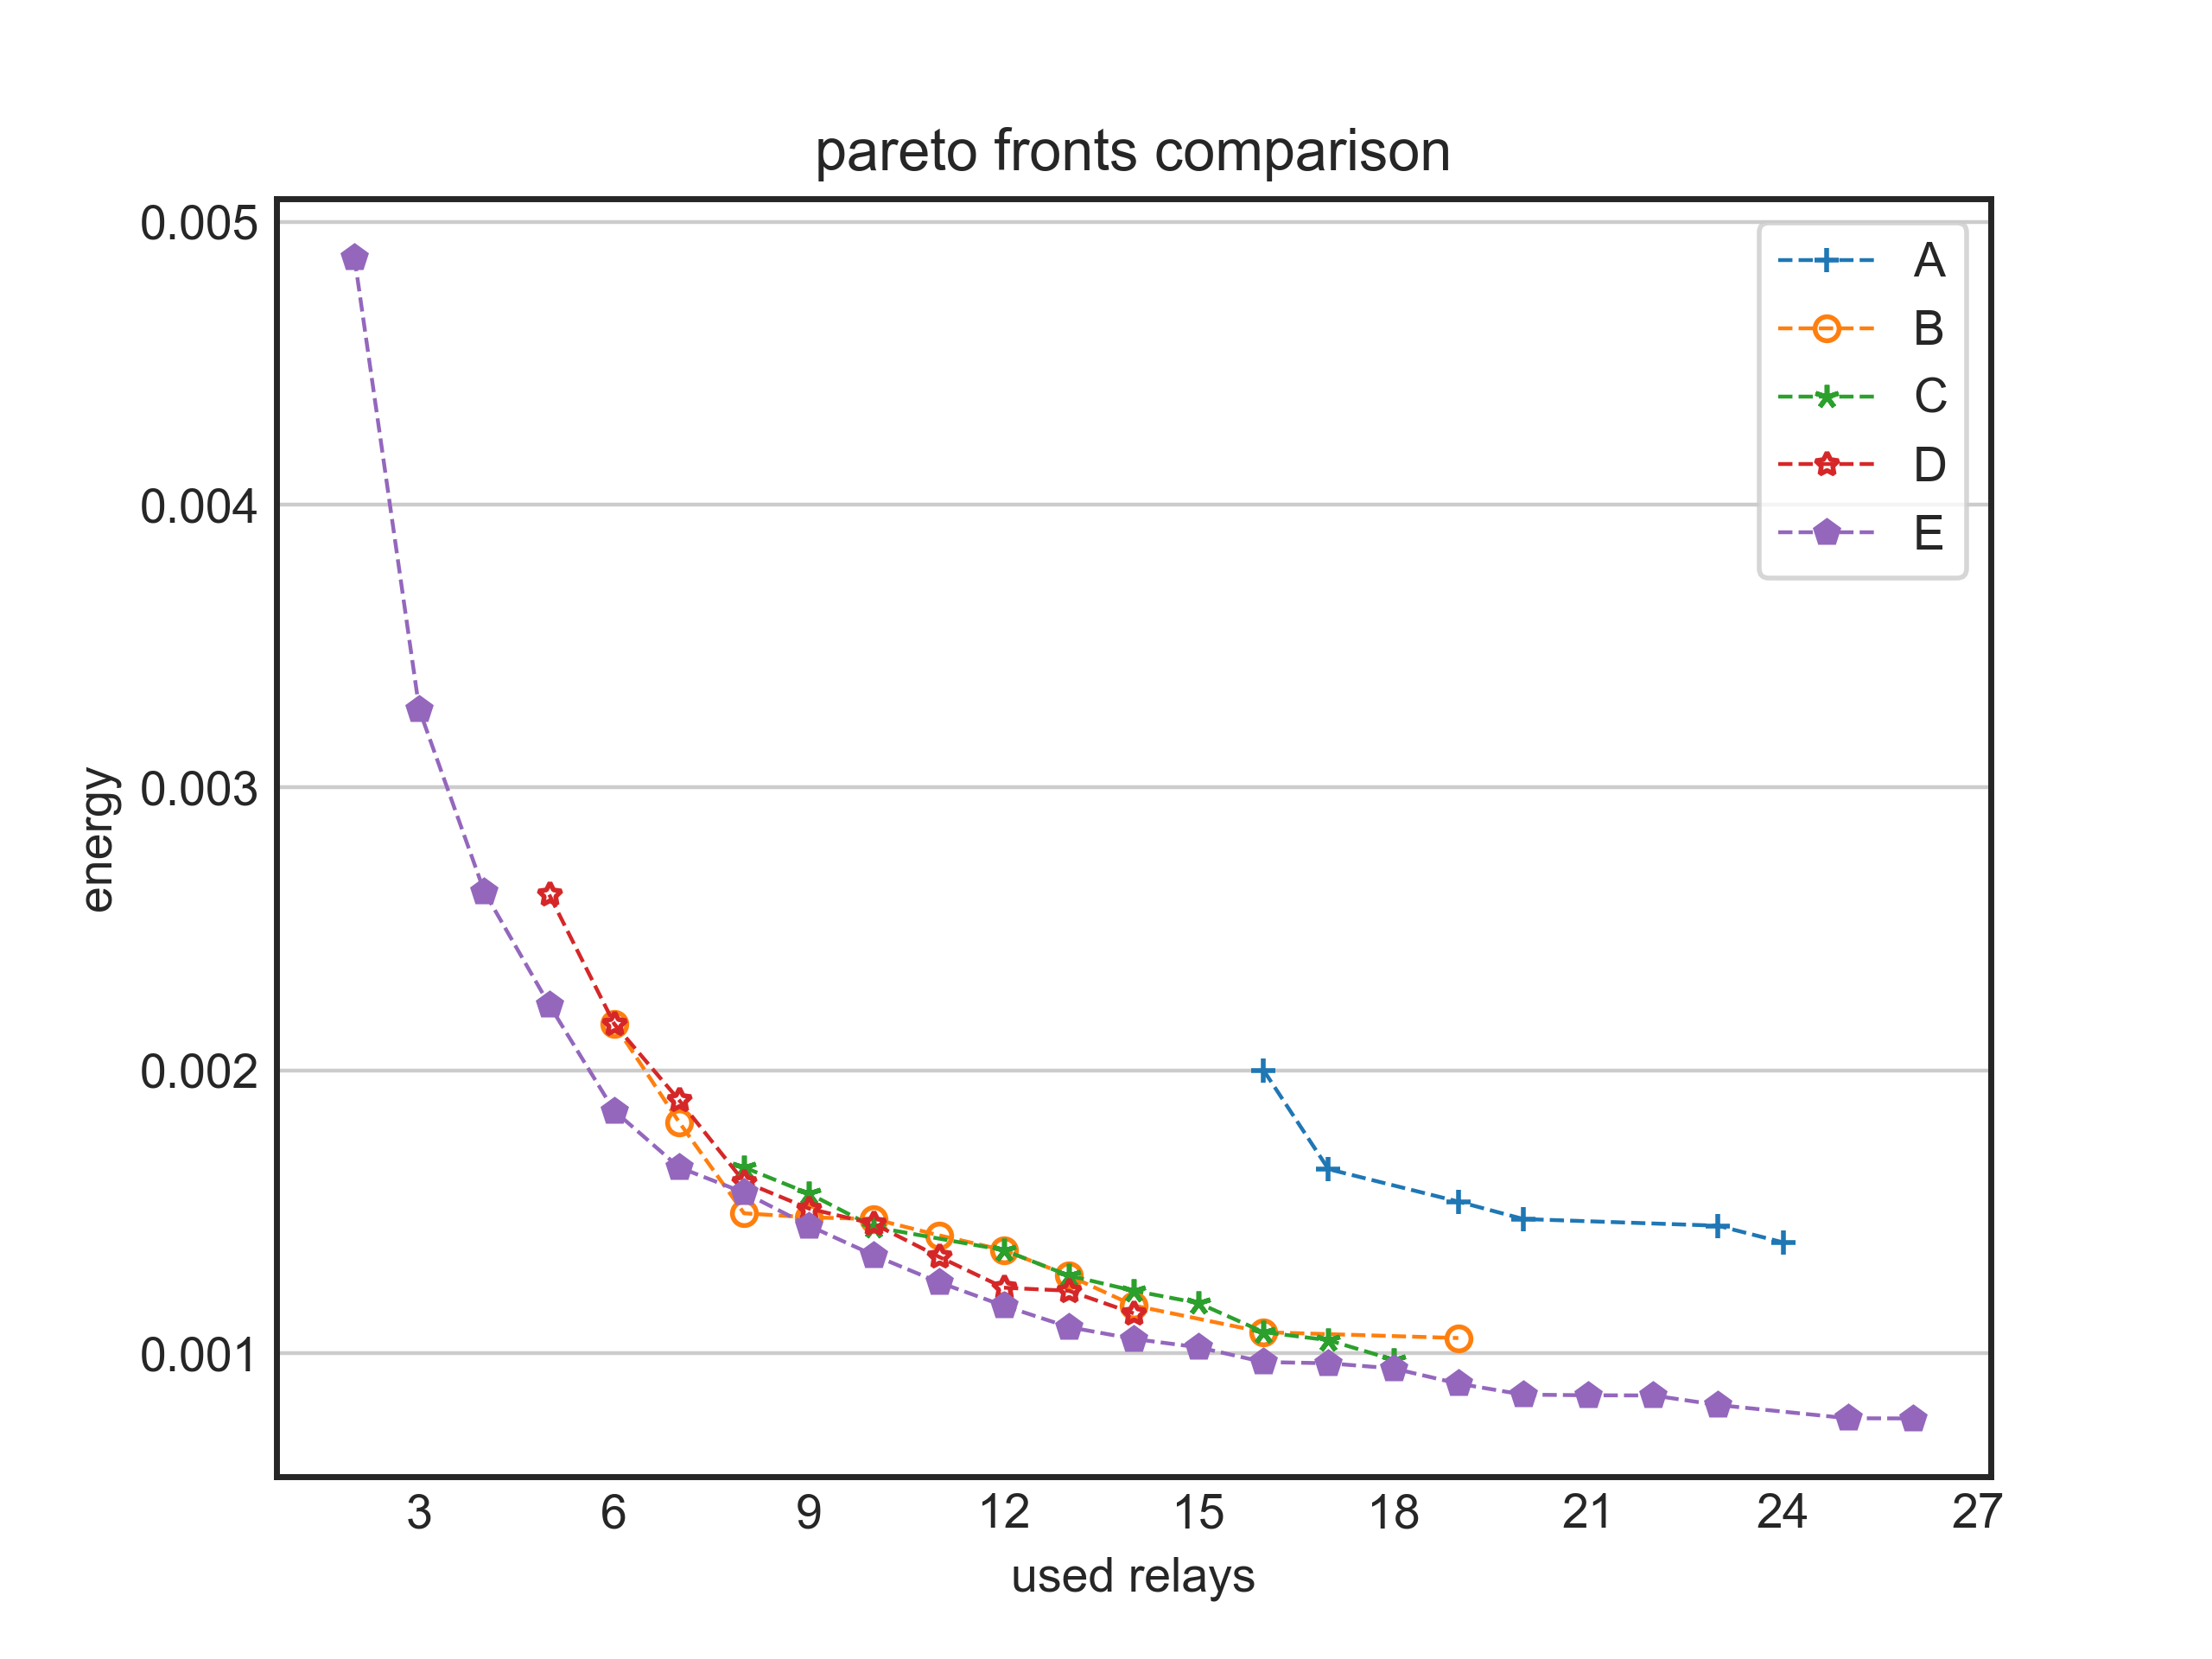 pareto fronts comparison
0.005
0.004
0.003
0.002
0.001
energy
A
B
C
D
E
3 6 9 12 15 18 21 24 27
used relays